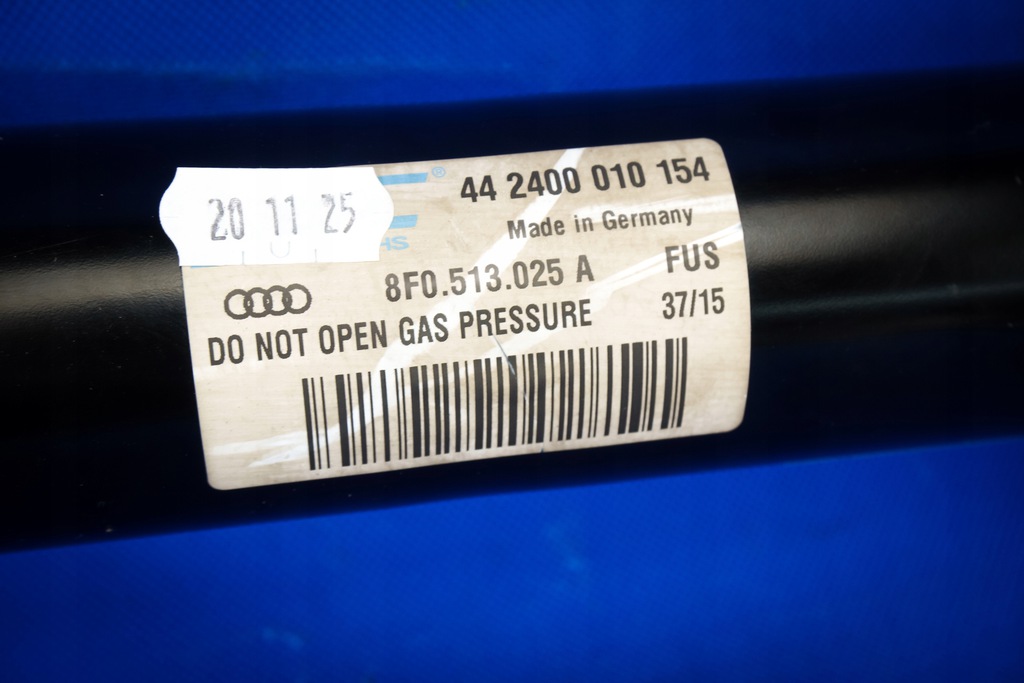 20 11 25
® 44 2400 010 154
Made in Germany
HS
8F0.513.025 A FUS
DO NOT OPEN GAS PRESSURE 37/15